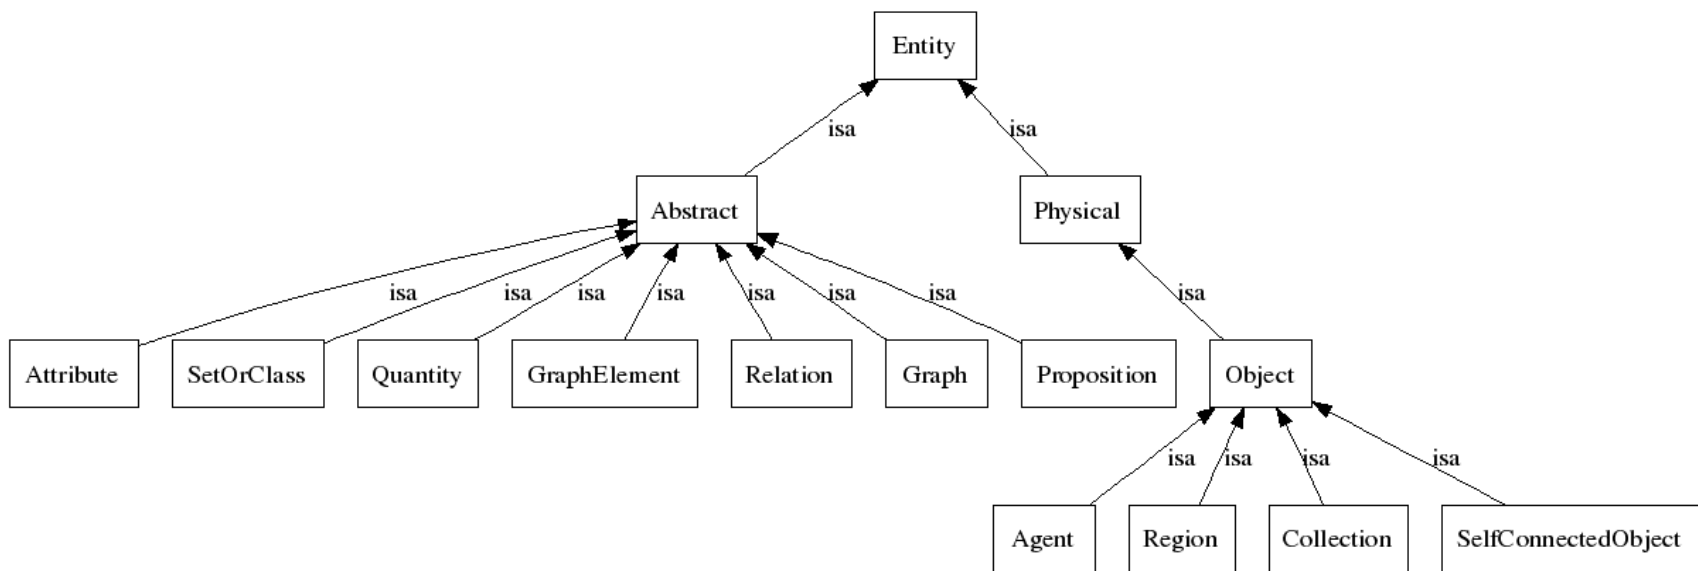 Entity
isa
isa
Abstract
Physical
isa
isa
isa
isa
isa
isa
isa
isa
Attribute
SetOrClass
Quantity
GraphElement
Relation
Graph
Proposition
Object
isa
isa
isa
isa
Agent
Region
Collection
SelfConnectedObject